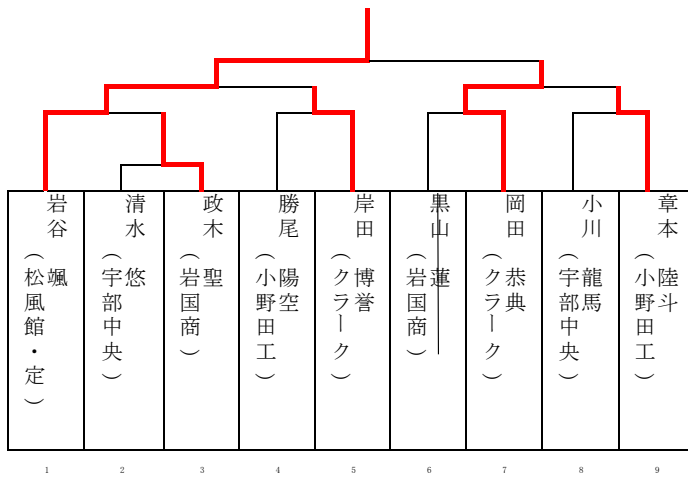 岩谷 颯
(松風館・定)
清水 悠
(宇部中央)
政木 聖
(岩国商)
勝尾 陽空
(小野田工)
岸田 博誉
(クラーク)
黒山 蓮
(岩国商)
岡田 恭典
(クラーク)
小川 龍馬
(宇部中央)
章本 陸斗
(小野田工)
1 2 3 4 5 6 7 8 9